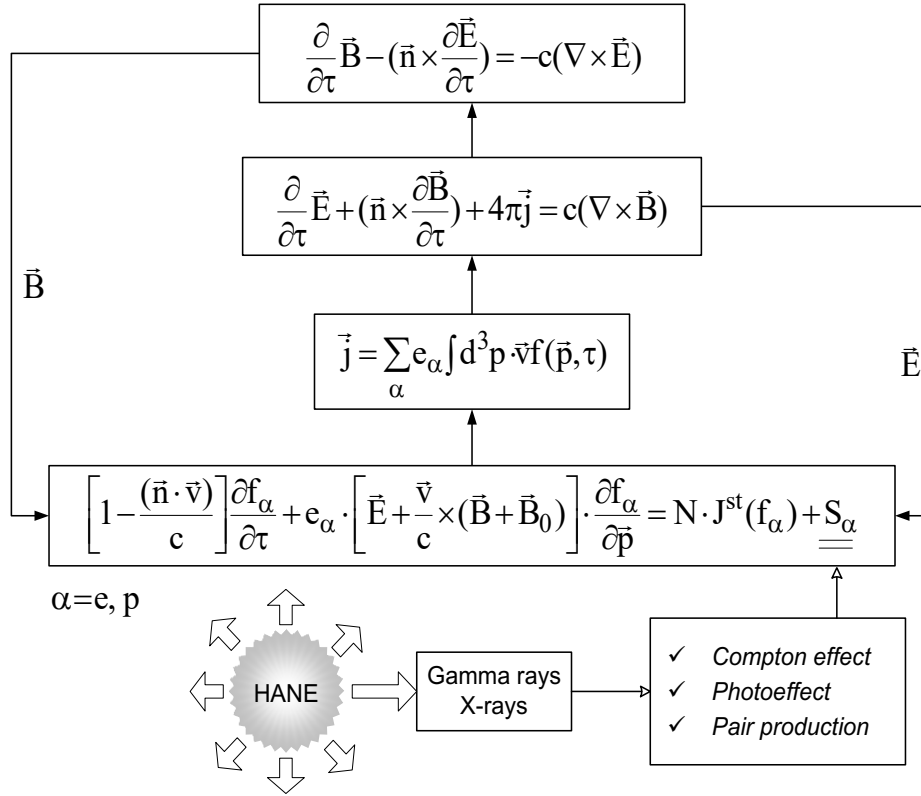 ∂/∂τ B⃗ − (n⃗ × ∂E⃗/∂τ) = −c(∇ × E⃗)
∂/∂τ E⃗ + (n⃗ × ∂B⃗/∂τ) + 4πj⃗ = c(∇ × B⃗)
B⃗
j⃗ = ∑_α e_α ∫ d³p · v⃗f(p⃗, τ)
E⃗
[1 − (n⃗ · v⃗)/c] ∂f_α/∂τ + e_α · [E⃗ + v⃗/c × (B⃗ + B⃗₀)] · ∂f_α/∂p⃗ = N · J^st(f_α) + S_α
α=e, p
HANE
Gamma rays
X-rays
✓ Compton effect
✓ Photoeffect
✓ Pair production